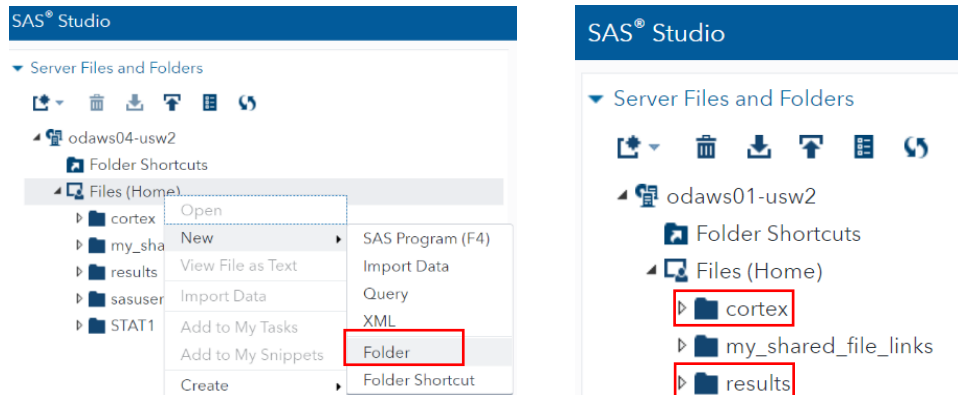 SAS® Studio
Server Files and Folders
odaws04-usw2
Folder Shortcuts
Files (Home)
cortex
my_sha
results
sasuser
STAT1
Open
New
View File as Text
Import Data
Add to My Tasks
Add to My Snippets
Create
SAS Program (F4)
Import Data
Query
XML
Folder
Folder Shortcut
SAS® Studio
Server Files and Folders
odaws01-usw2
Folder Shortcuts
Files (Home)
cortex
my_shared_file_links
results